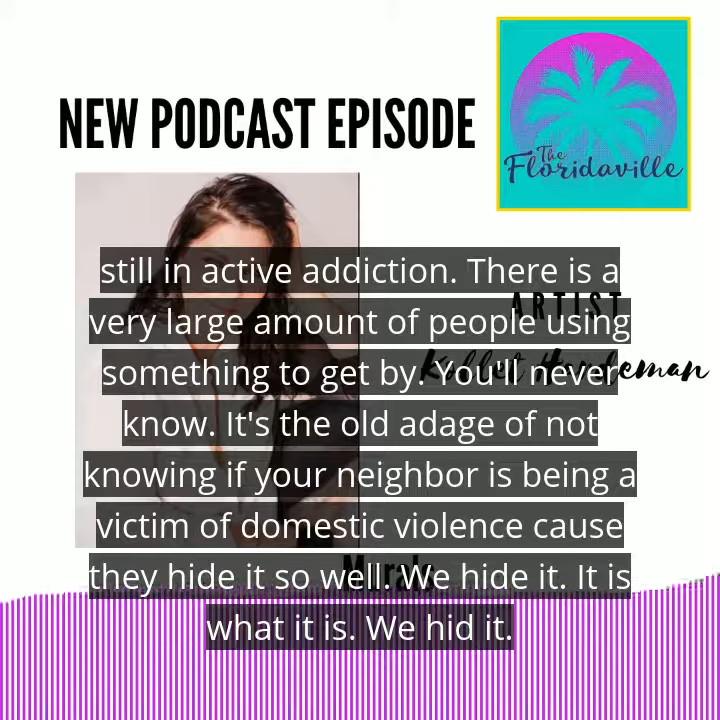 The
Floridaville
NEW PODCAST EPISODE
ARTIST
still in active addiction. There is a
very large amount of people using
something to get by. You'll never
know. It's the old adage of not
knowing if your neighbor is being a
victim of domestic violence cause
they hide it so well. We hide it. It is
what it is. We hid it.